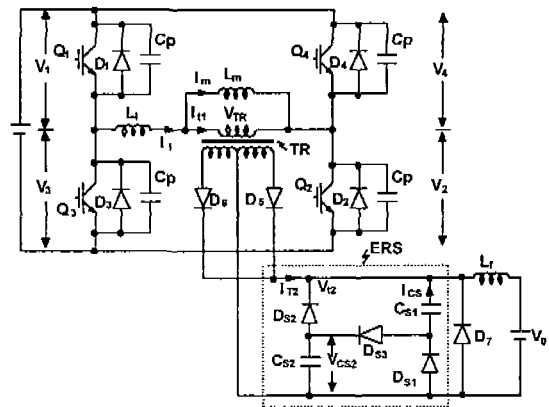 V1
Q1
D1
Cp
Im
Lm
Q4
D4
Cp
V4
Ll
It1
VTR
I1
TR
V3
Q3
D3
Cp
D6
D5
Q2
D2
Cp
V2
ERS
IT2
Vt2
ICS
CS1
Lf
DS2
CS2
VCS2
DS3
DS1
D7
V0